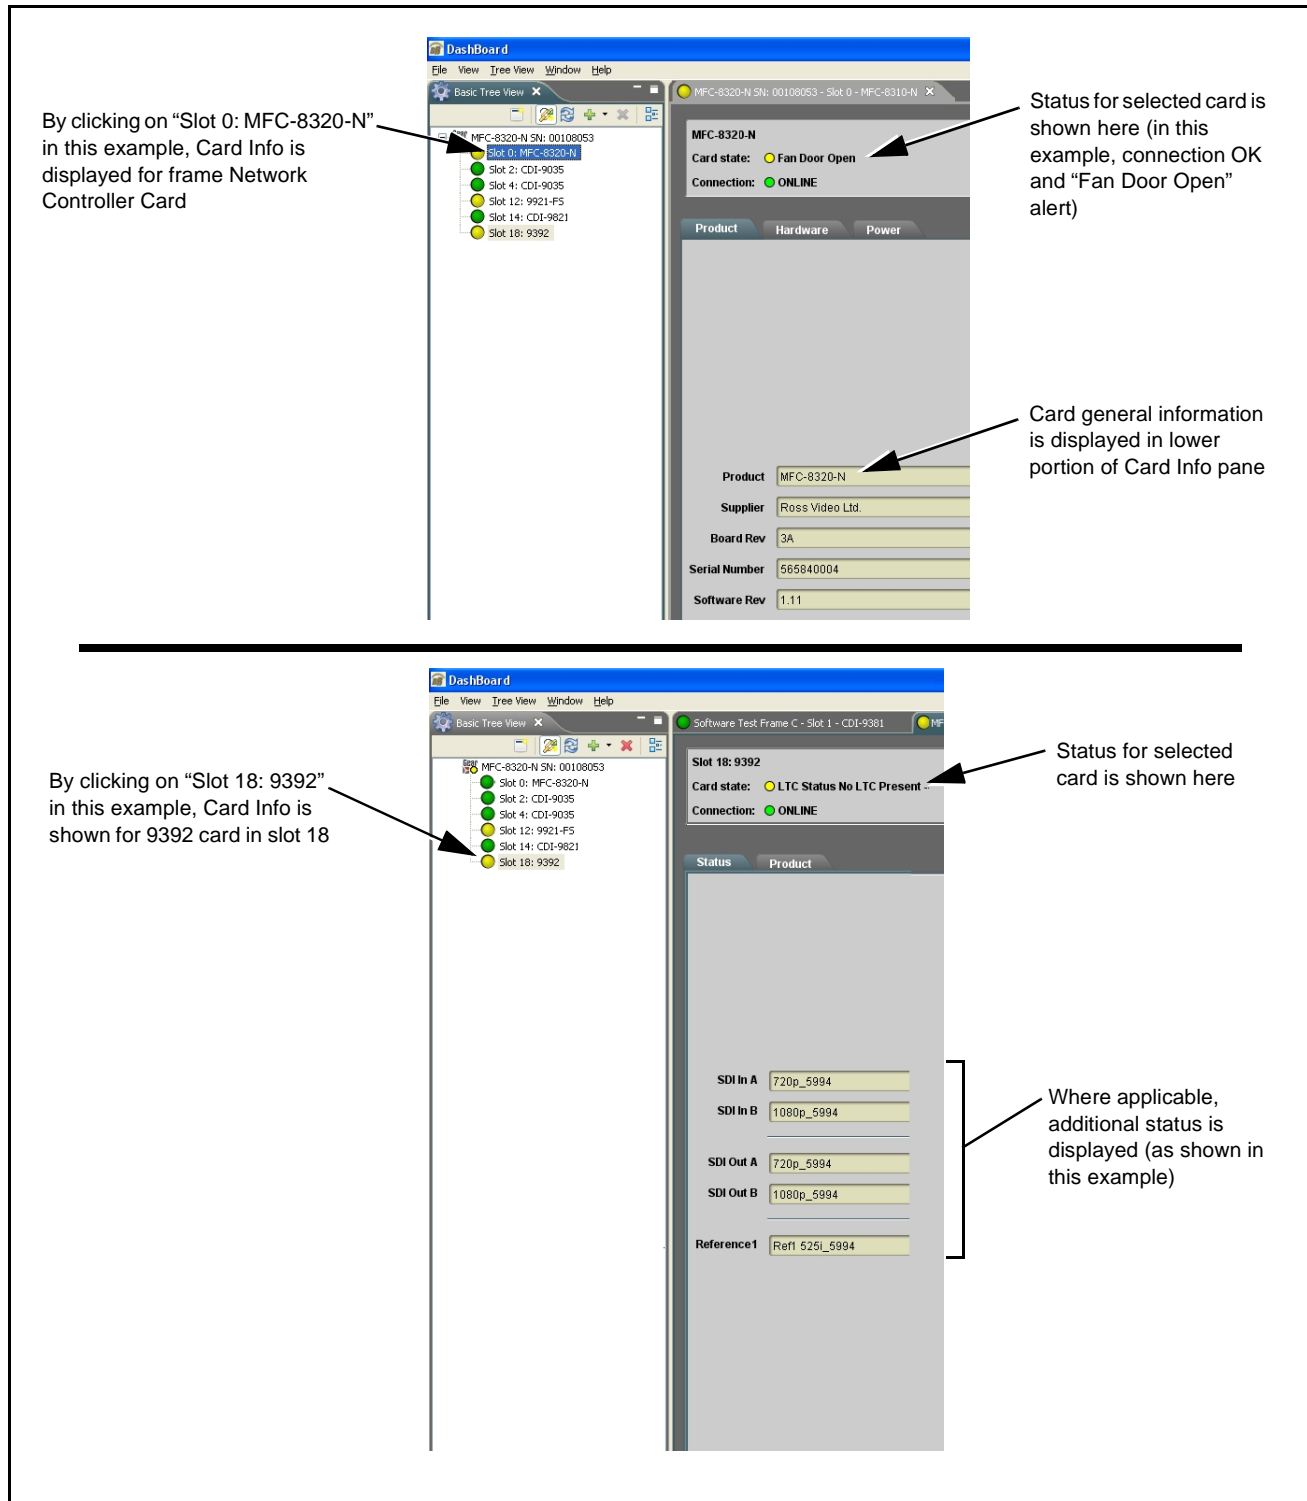 DashBoard
File View Tree View Window Help
Basic Tree View
MFC-8320-N SN: 00108053 - Slot 0 - MFC-8310-N
By clicking on “Slot 0: MFC-8320-N”
in this example, Card Info is
displayed for frame Network
Controller Card
MFC-8320-N SN: 00108053
Slot 0: MFC-8320-N
Slot 2: CDI-9035
Slot 4: CDI-9035
Slot 12: 9921-FS
Slot 14: CDI-9821
Slot 18: 9392
MFC-8320-N
Card state: Fan Door Open
Connection: ONLINE
Status for selected card is
shown here (in this
example, connection OK
and “Fan Door Open”
alert)
Product Hardware Power
Card general information
is displayed in lower
portion of Card Info pane
Product MFC-8320-N
Supplier Ross Video Ltd.
Board Rev 3A
Serial Number 565840004
Software Rev 1.11
DashBoard
File View Tree View Window Help
Basic Tree View
Software Test Frame C - Slot 1 - CDI-9381
MF
By clicking on “Slot 18: 9392”
in this example, Card Info is
shown for 9392 card in slot 18
Gear
MFC-8320-N SN: 00108053
Slot 0: MFC-8320-N
Slot 2: CDI-9035
Slot 4: CDI-9035
Slot 12: 9921-FS
Slot 14: CDI-9821
Slot 18: 9392
Slot 18: 9392
Card state: LTC Status No LTC Present -
Connection: ONLINE
Status for selected
card is shown here
Status Product
SDI In A 720p_5994
SDI In B 1080p_5994
SDI Out A 720p_5994
SDI Out B 1080p_5994
Reference1 Ref1 525i_5994
Where applicable,
additional status is
displayed (as shown in
this example)